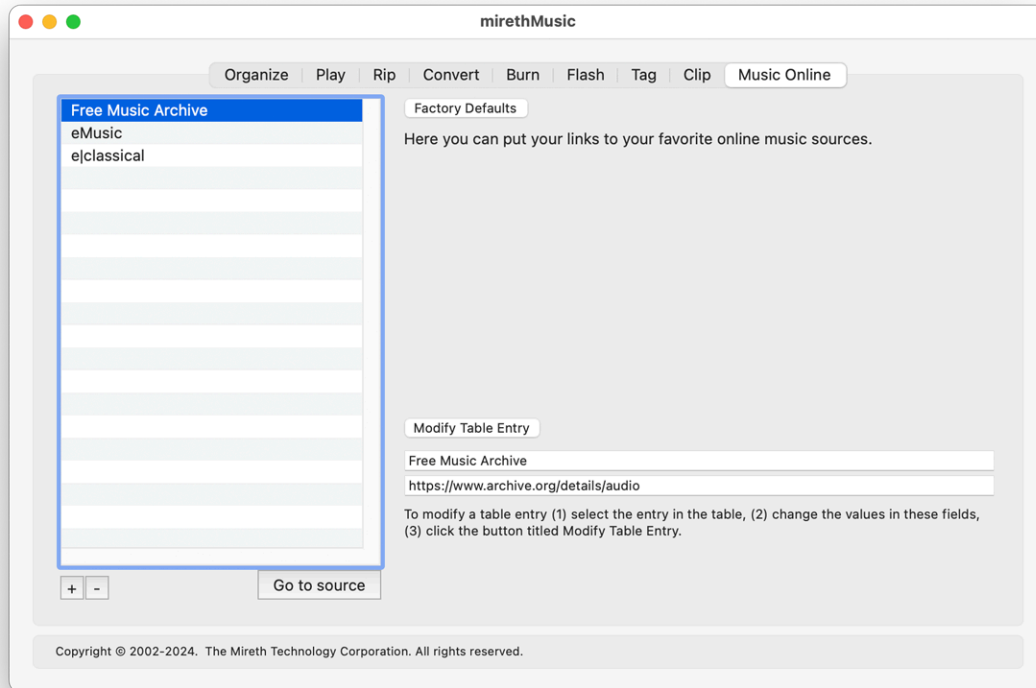 mirethMusic
Organize Play Rip Convert Burn Flash Tag Clip Music Online
Free Music Archive
eMusic
e|classical
Factory Defaults
Here you can put your links to your favorite online music sources.
Modify Table Entry
Free Music Archive
https://www.archive.org/details/audio
To modify a table entry (1) select the entry in the table, (2) change the values in these fields,
(3) click the button titled Modify Table Entry.
+ -
Go to source
Copyright © 2002-2024. The Mireth Technology Corporation. All rights reserved.